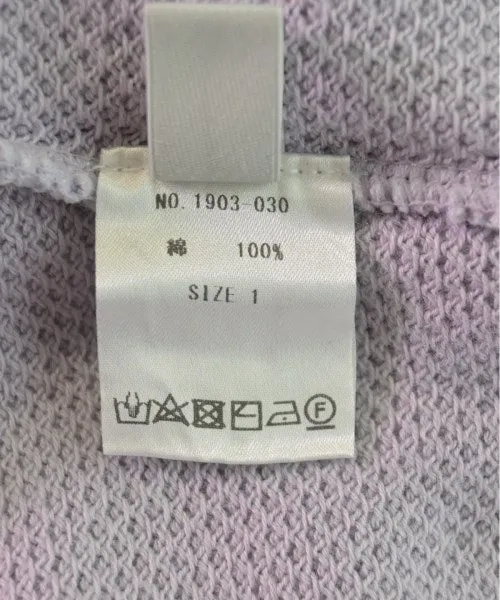 NO. 1903-030
綿 100%
SIZE 1
F